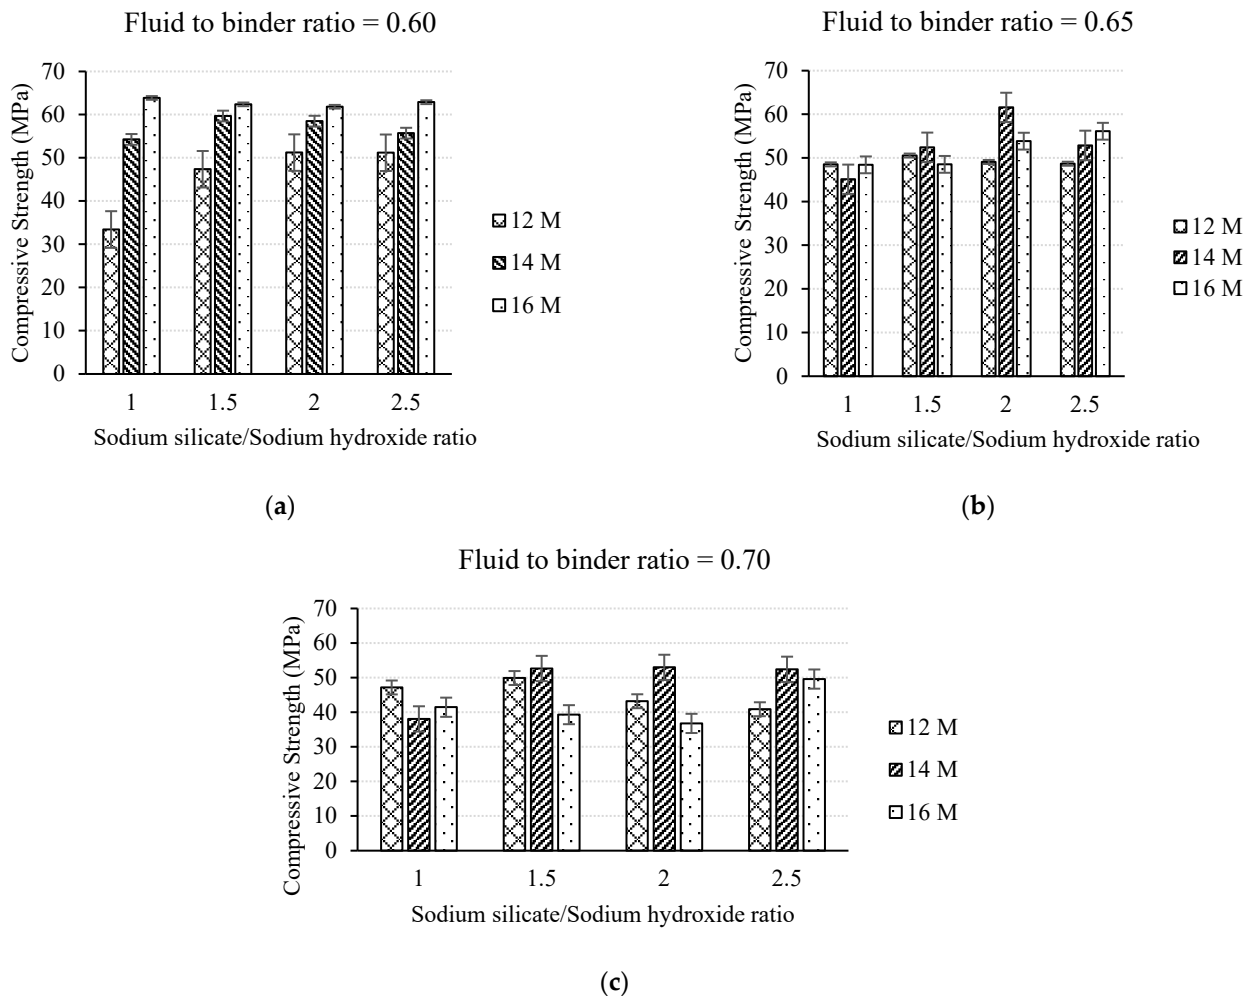 Fluid to binder ratio = 0.60
Compressive Strength (MPa)
70
60
50
40
30
20
10
0
1 1.5 2 2.5
Sodium silicate/Sodium hydroxide ratio
12 M
14 M
16 M
(a)
Fluid to binder ratio = 0.65
Compressive Strength (MPa)
70
60
50
40
30
20
10
0
1 1.5 2 2.5
Sodium silicate/Sodium hydroxide ratio
12 M
14 M
16 M
(b)
Fluid to binder ratio = 0.70
Compressive Strength (MPa)
70
60
50
40
30
20
10
0
1 1.5 2 2.5
Sodium silicate/Sodium hydroxide ratio
12 M
14 M
16 M
(c)